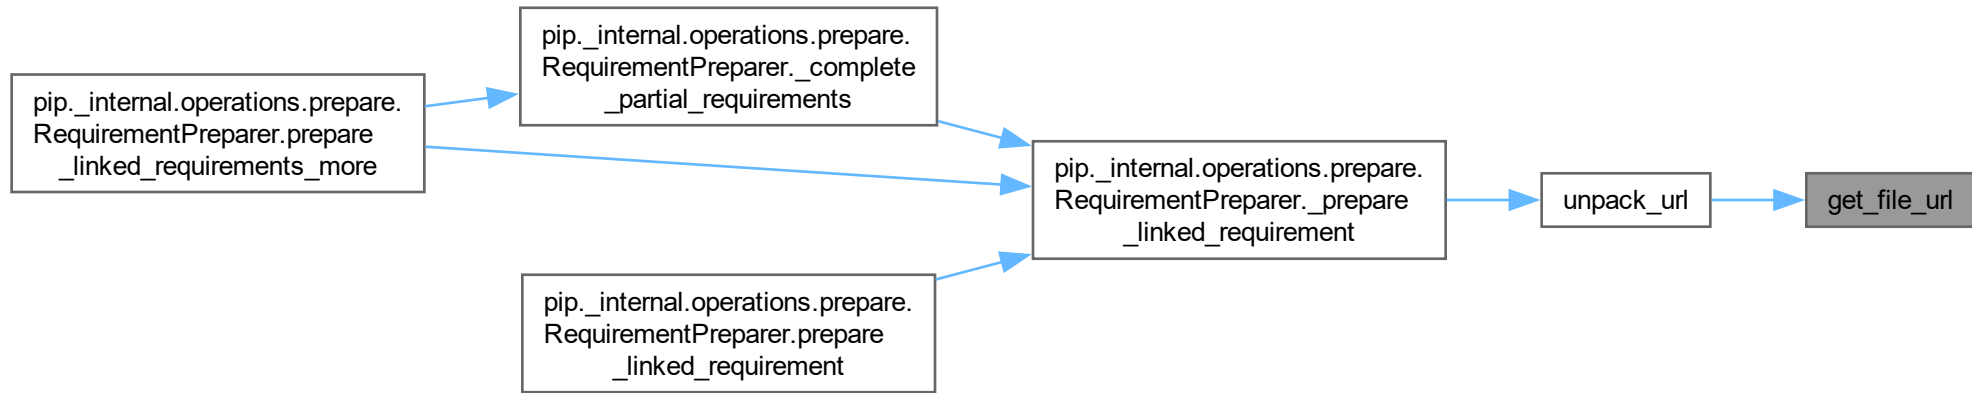 pip._internal.operations.prepare.
RequirementPreparer.prepare
_linked_requirements_more
pip._internal.operations.prepare.
RequirementPreparer._complete
_partial_requirements
pip._internal.operations.prepare.
RequirementPreparer.prepare
_linked_requirement
pip._internal.operations.prepare.
RequirementPreparer._prepare
_linked_requirement
unpack_url
get_file_url